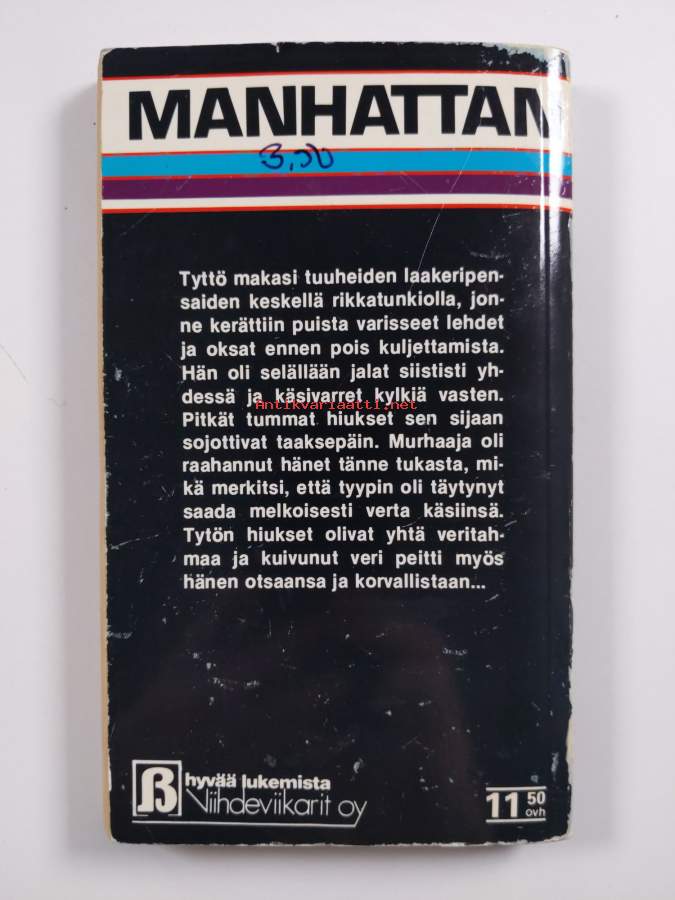 MANHATTAN
3,00
Tyttö makasi tuuheiden laakeripen-
saiden keskellä rikkatunkiolla, jon-
ne kerättiin puista varisseet lehdet
ja oksat ennen pois kuljettamista.
Hän oli selällään jalat siististi yh-
dessä ja käsivarret kylkiä vasten.
Antikvariaatti.net
Pitkät tummat hiukset sen sijaan
sojottivat taaksepäin. Murhaaja oli
raahannut hänet tänne tukasta, mi-
kä merkitsi, että tyypin oli täytynyt
saada melkoisesti verta käsiinsä.
Tytön hiukset olivat yhtä veritah-
maa ja kuivunut veri peitti myös
hänen otsaansa ja korvallistaan...
hyvää lukemista
Viihdeviikarit oy
11 50
ovh